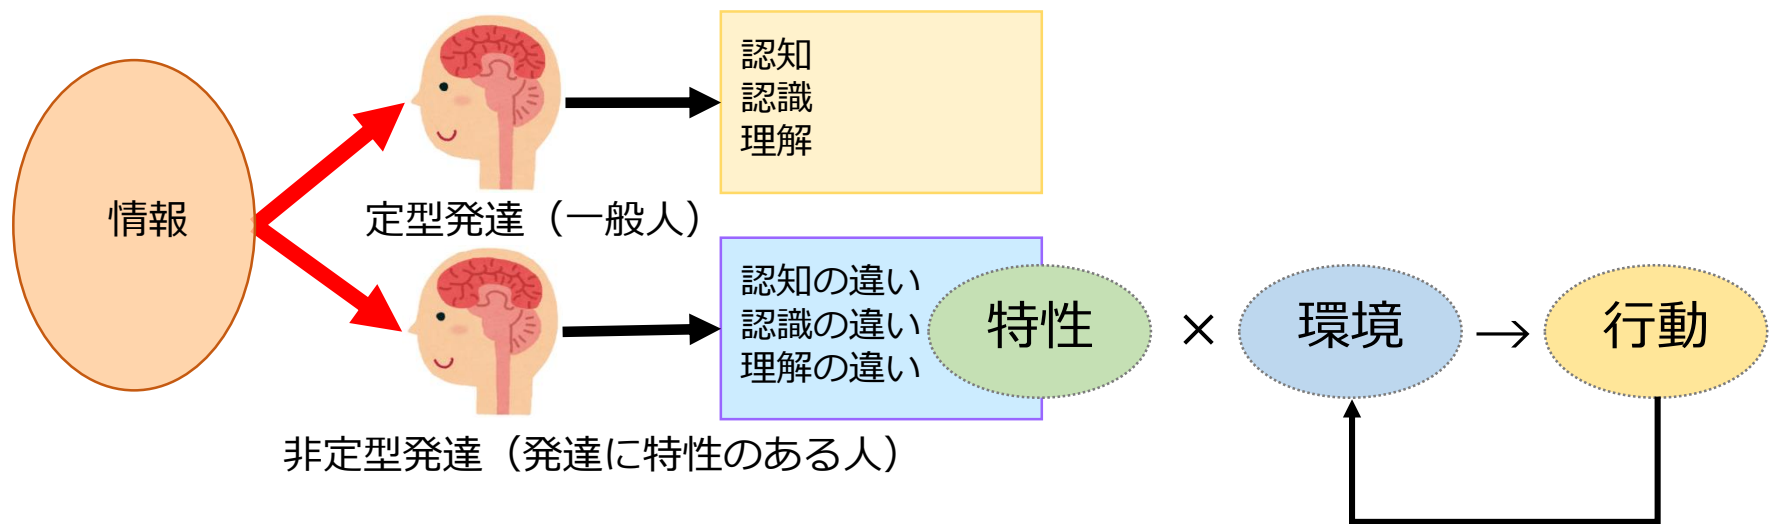 情報
定型発達（一般人）
認知
認識
理解
非定型発達（発達に特性のある人）
認知の違い
認識の違い
理解の違い
特性
×
環境
→
行動